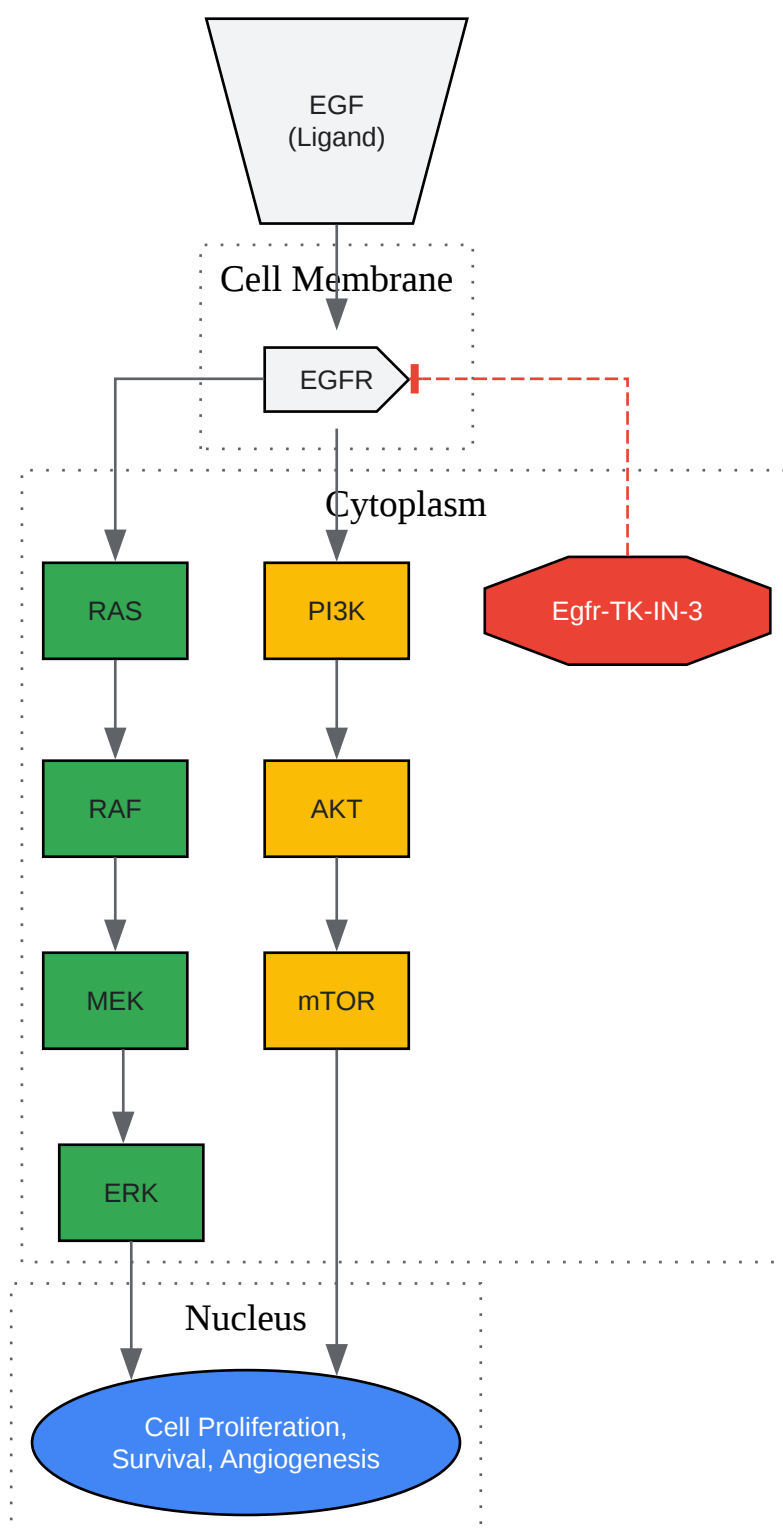 EGF
(Ligand)
Cell Membrane
EGFR
Cytoplasm
RAS
PI3K
Egfr-TK-IN-3
RAF
AKT
MEK
mTOR
ERK
Nucleus
Cell Proliferation,
Survival, Angiogenesis